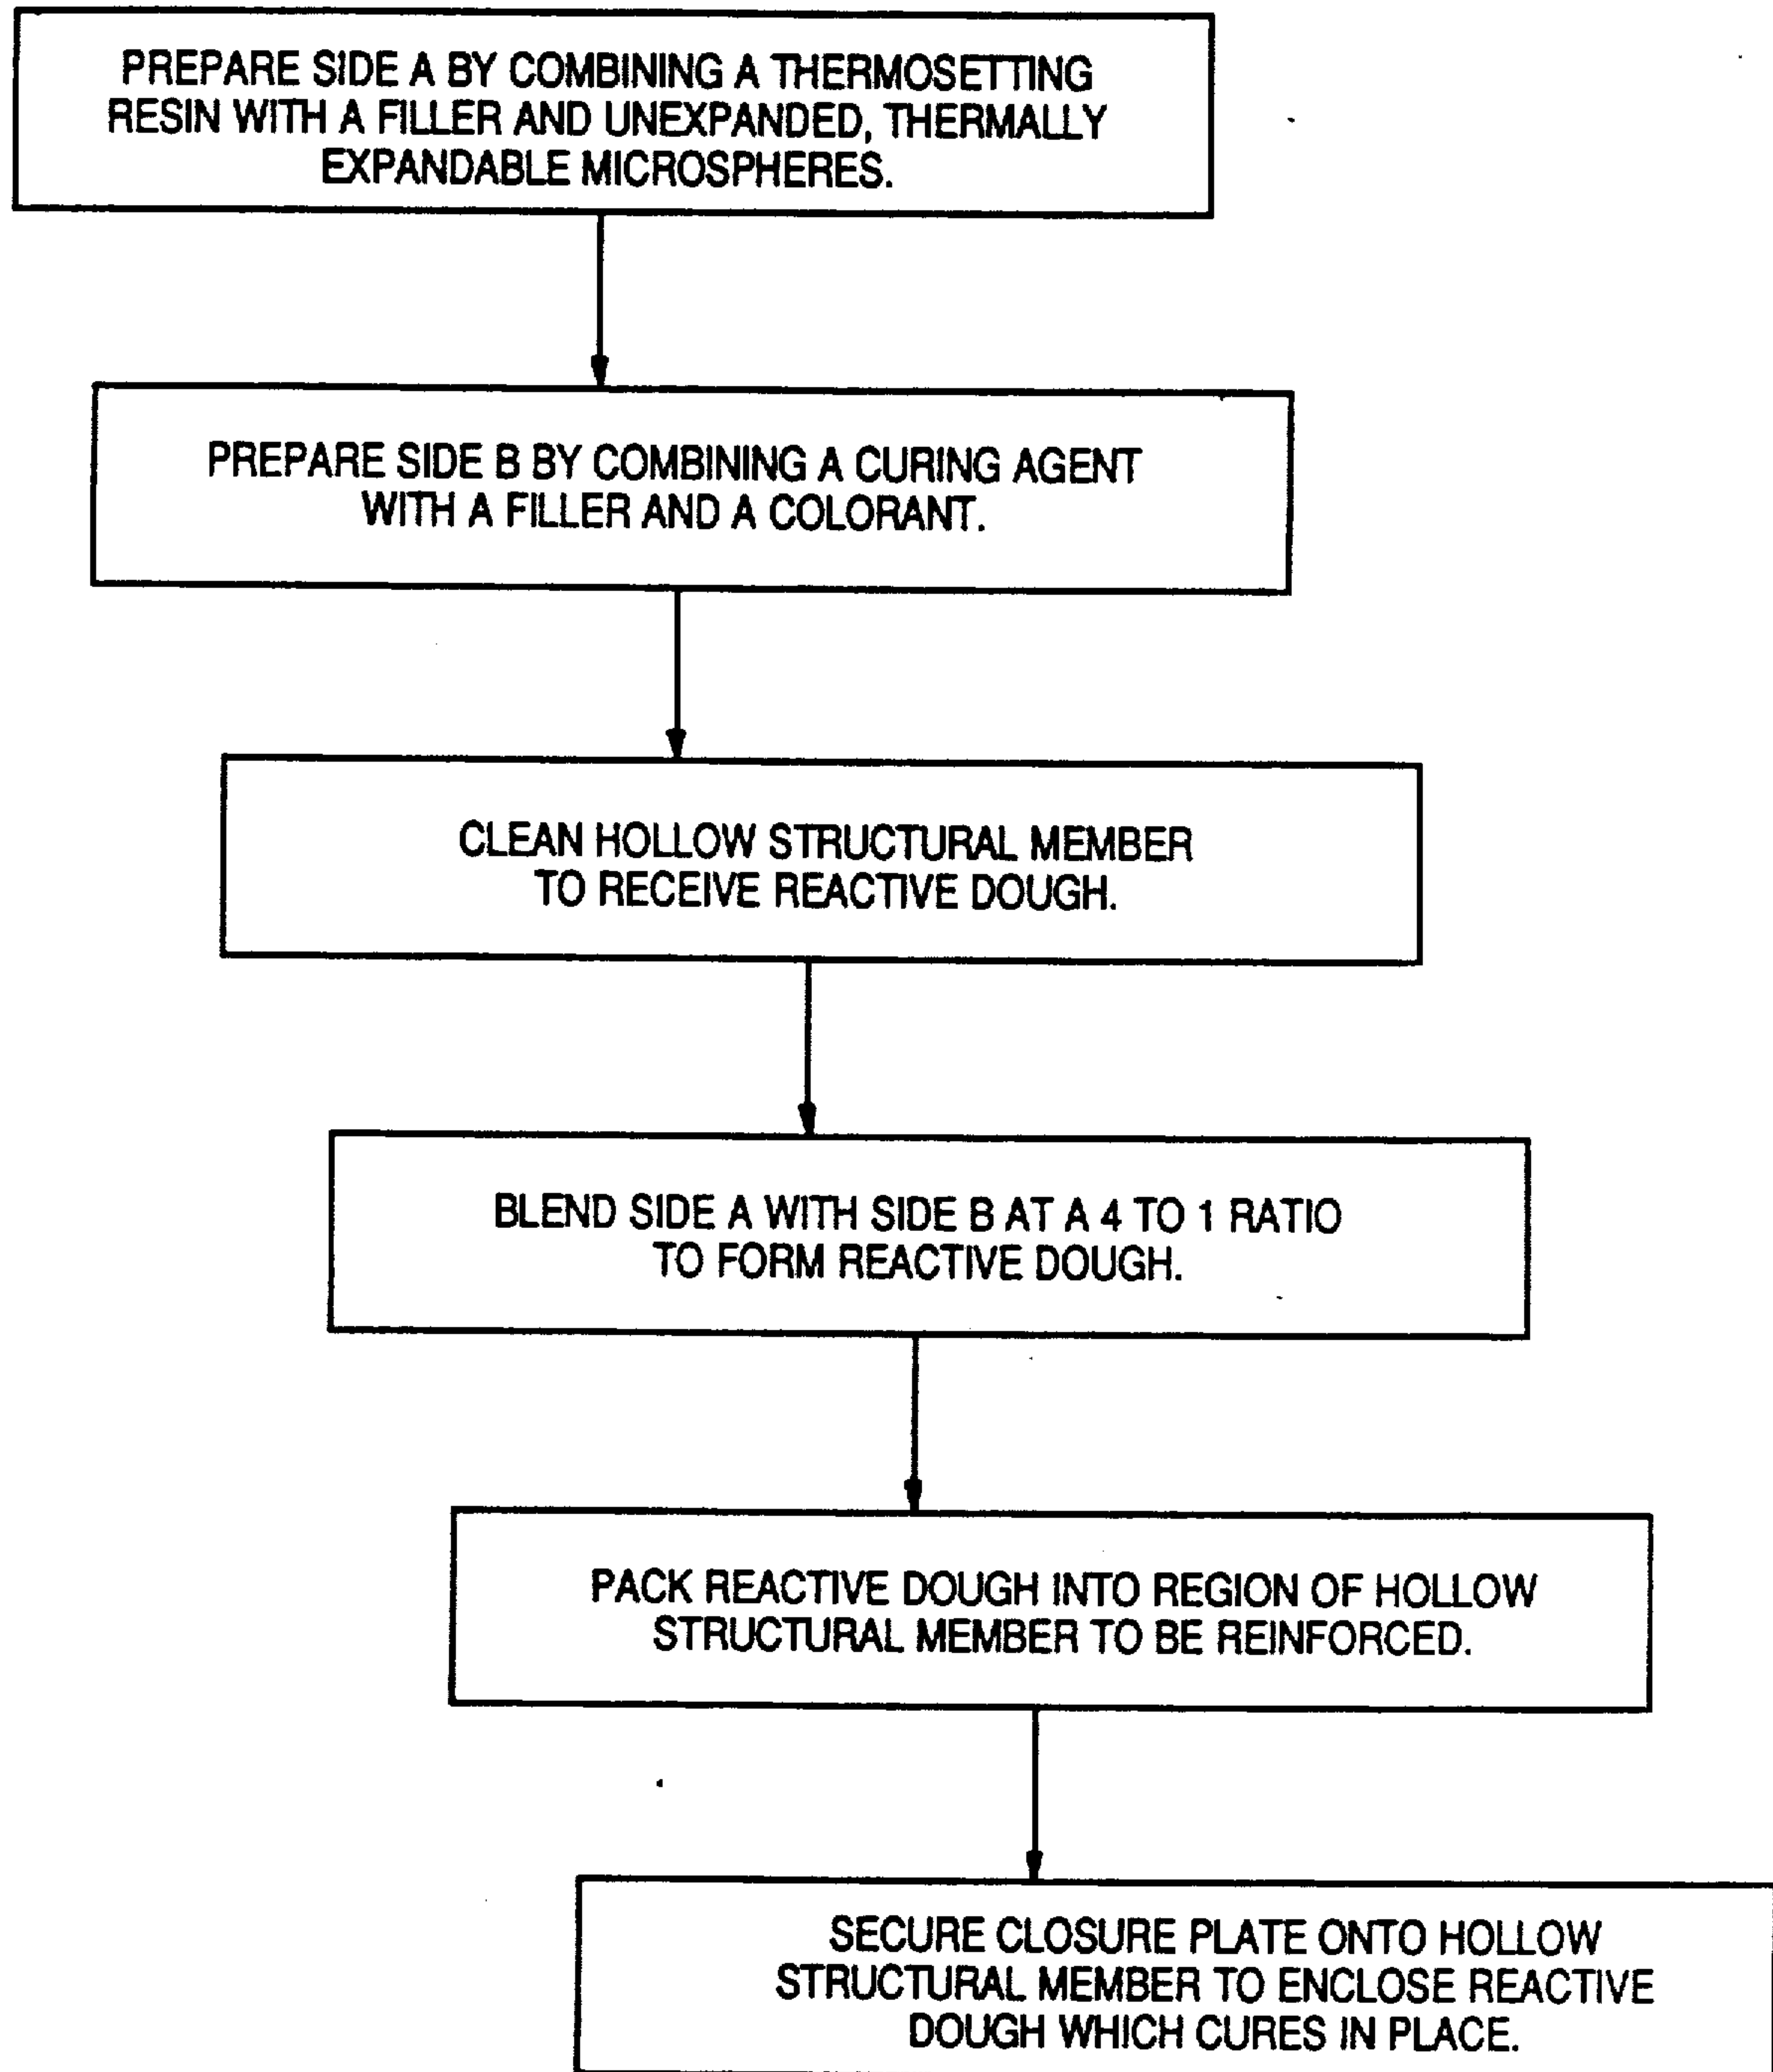 PREPARE SIDE A BY COMBINING A THERMOSETTING
RESIN WITH A FILLER AND UNEXPANDED, THERMALLY
EXPANDABLE MICROSPHERES.
PREPARE SIDE B BY COMBINING A CURING AGENT
WITH A FILLER AND A COLORANT.
CLEAN HOLLOW STRUCTURAL MEMBER
TO RECEIVE REACTIVE DOUGH.
BLEND SIDE A WITH SIDE B AT A 4 TO 1 RATIO
TO FORM REACTIVE DOUGH.
PACK REACTIVE DOUGH INTO REGION OF HOLLOW
STRUCTURAL MEMBER TO BE REINFORCED.
SECURE CLOSURE PLATE ONTO HOLLOW
STRUCTURAL MEMBER TO ENCLOSE REACTIVE
DOUGH WHICH CURES IN PLACE.